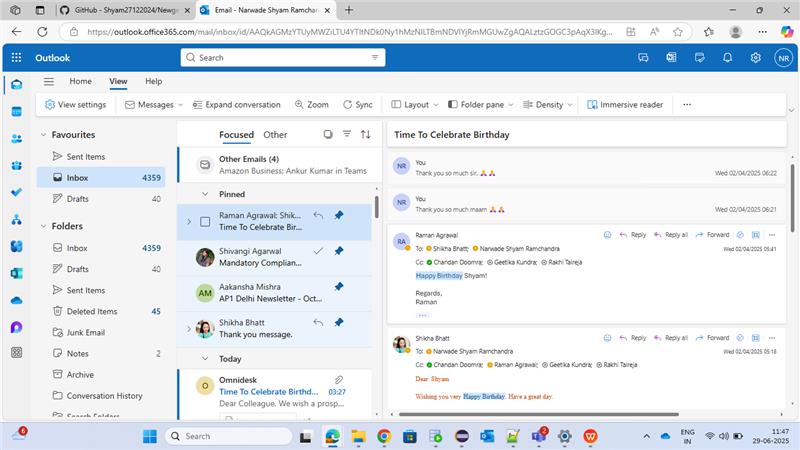 GitHub - Shyam27122024/Newge
Email - Narwade Shyam Ramchan
https://outlook.office365.com/mail/inbox/id/
Outlook
Search
NR
Home View Help
View settings Messages Expand conversation Zoom Sync Layout Folder pane Density Immersive reader
Favourites
Sent Items
Inbox 4359
Drafts 40
Folders
Inbox 4359
Drafts 40
Sent Items
Deleted Items 45
Junk Email
Notes 2
Archive
Conversation History
Search Folders
Focused Other
Other Emails (4)
Amazon Business; Ankur Kumar in Teams
Pinned
Raman Agrawal; Shik...
Time To Celebrate Bir...
Shivangi Agarwal
Mandatory Complian...
AM
Aakansha Mishra
AP1 Delhi Newsletter - Oct...
Shikha Bhatt
Thank you message.
Today
O
Omnidesk
Time To Celebrate Birthd... 03:27
Dear Colleague, We wish a prosp...
Time To Celebrate Birthday
NR
You
Thank you so much sir. 🙏🙏 Wed 02/04/2025 06:22
NR
You
Thank you so much maam 🙏🙏 Wed 02/04/2025 06:21
RA
Raman Agrawal
Reply Reply all Forward
To: Shikha Bhatt; Narwade Shyam Ramchandra Wed 02/04/2025 05:41
Cc: Chandan Doomra; Geetika Kundra; Rakhi Taireja
Happy Birthday Shyam!
Regards,
Raman
Shikha Bhatt
Reply Reply all Forward
To: Narwade Shyam Ramchandra Wed 02/04/2025 05:18
Cc: Chandan Doomra; Raman Agrawal; Geetika Kundra; Rakhi Taireja
Dear: Shyam
Wishing you very Happy Birthday. Have a great day.
6
Search
2
ENG
IN
11:47
29-06-2025